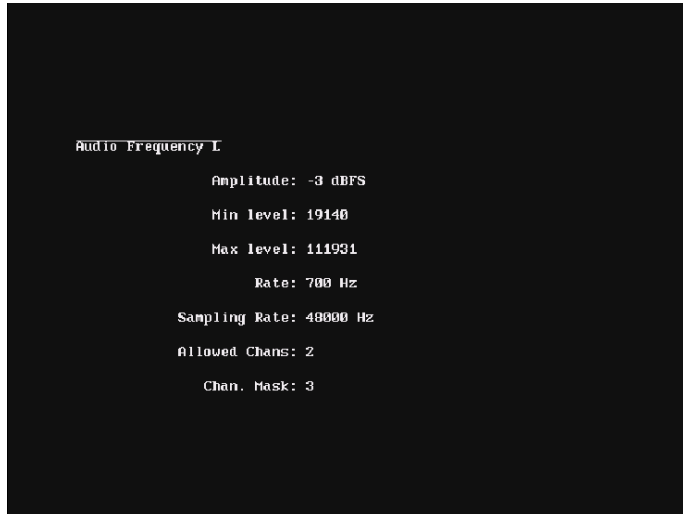 Audio Frequency L
Amplitude: -3 dBFS
Min level: 19140
Max level: 111931
Rate: 700 Hz
Sampling Rate: 48000 Hz
Allowed Chans: 2
Chan. Mask: 3